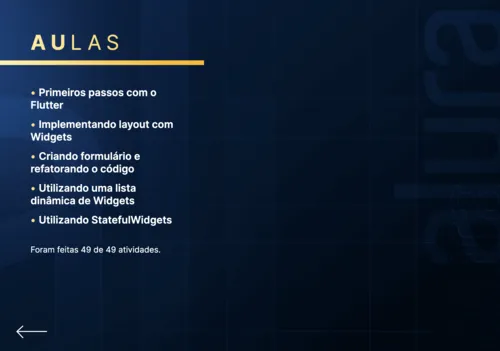 AULAS
• Primeiros passos com o
Flutter
• Implementando layout com
Widgets
• Criando formulário e
refatorando o código
• Utilizando uma lista
dinâmica de Widgets
• Utilizando StatefulWidgets
Foram feitas 49 de 49 atividades.
alura